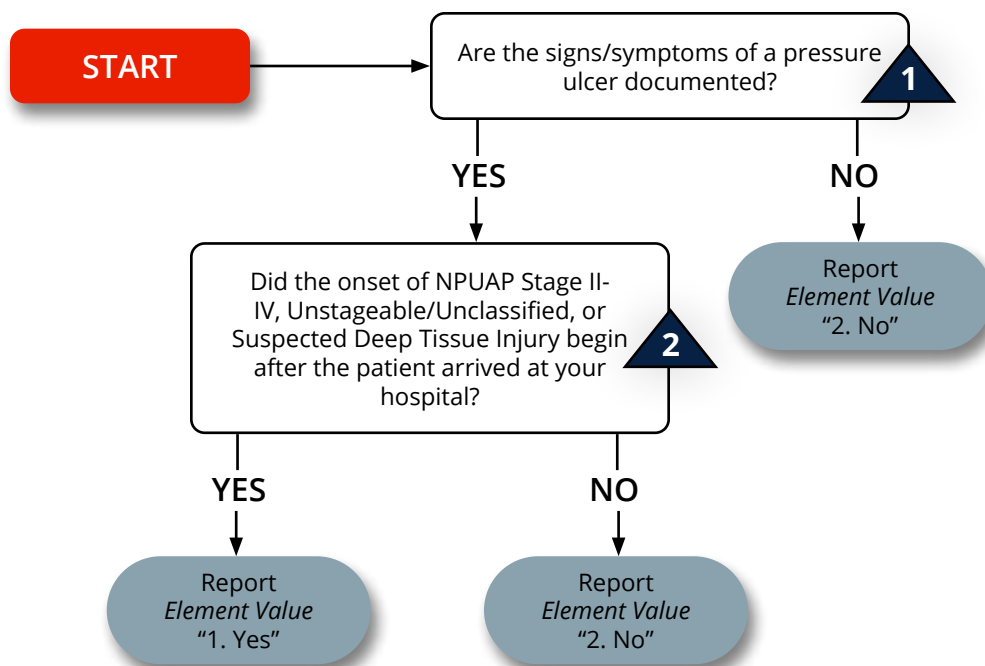 START
Are the signs/symptoms of a pressure
ulcer documented?
1
YES
NO
Did the onset of NPUAP Stage II-
IV, Unstageable/Unclassified, or
Suspected Deep Tissue Injury begin
after the patient arrived at your
hospital?
2
Report
Element Value
“2. No”
YES
NO
Report
Element Value
“1. Yes”
Report
Element Value
“2. No”